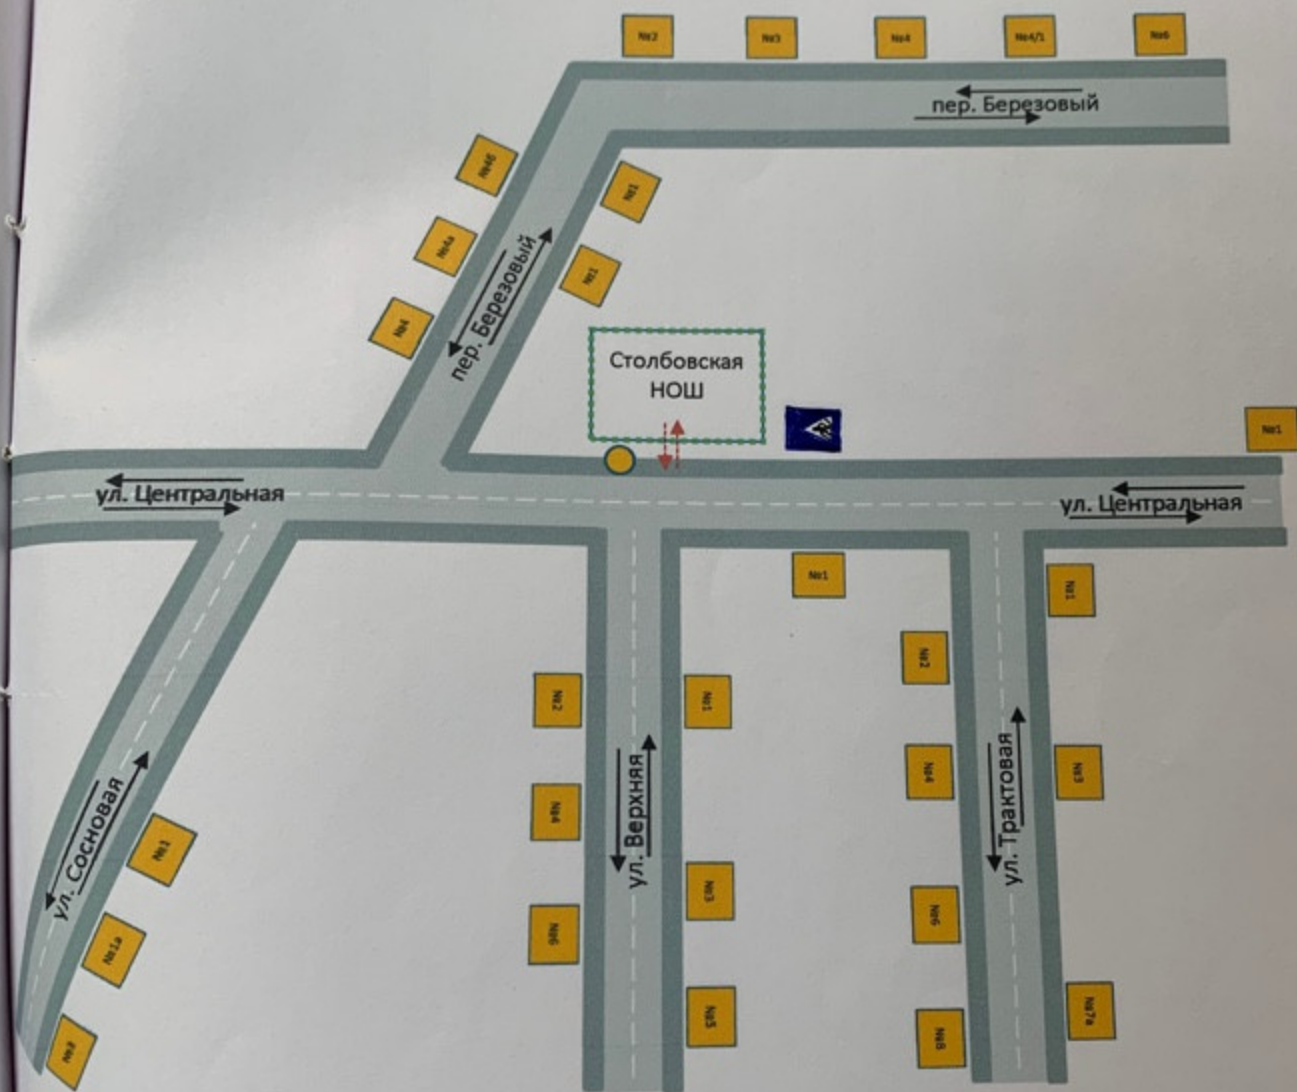 №2
№3
№4
№4/1
№6
пер. Березовый
№4б
№1
№4а
№1
№4
пер. Березовый
Столбовская
НОШ
№1
ул. Центральная
ул. Центральная
№1
№1
№2
№2
№1
№4
№3
ул. Сосновая
ул. Верхняя
ул. Трактовая
№4
№1
№3
№6
№6
№1а
№5
№7а
№8
№3